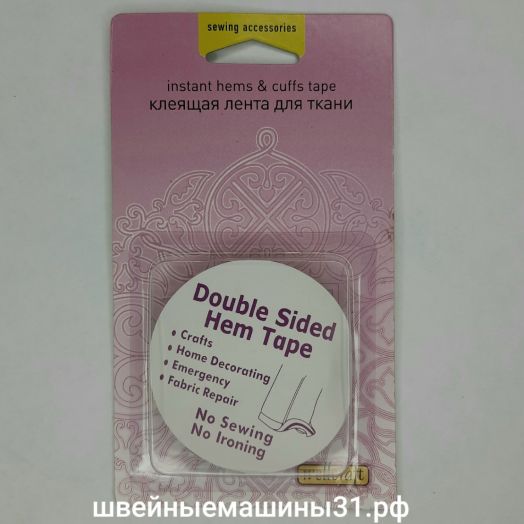 sewing accessories
instant hems & cuffs tape
клеящая лента для ткани
Double Sided
Hem Tape
• Crafts
• Home Decorating
• Emergency
• Fabric Repair
No Sewing
No Ironing
швейныемашины31.рф